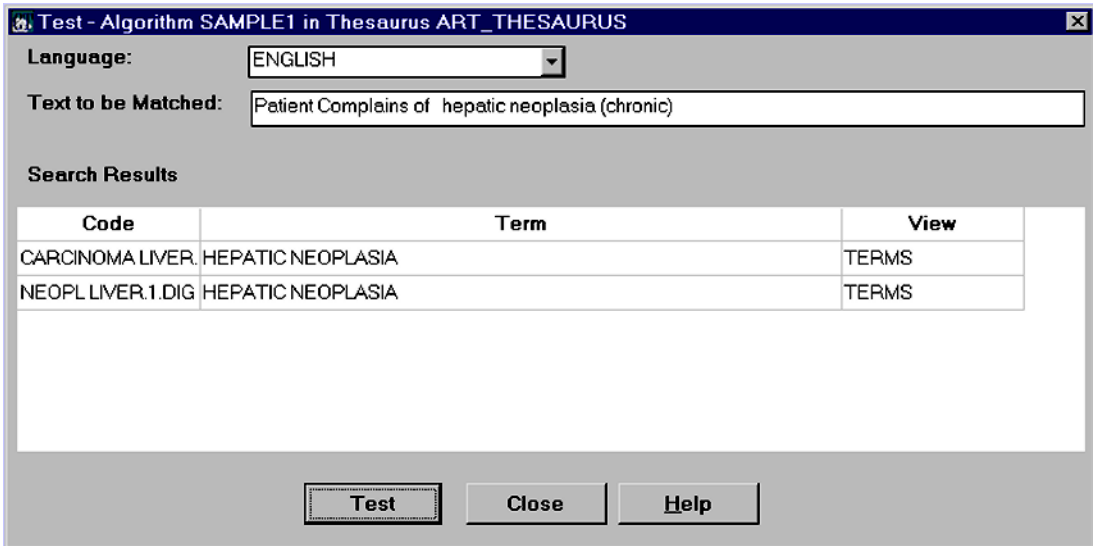 Test - Algorithm SAMPLE1 in Thesaurus ART_THESAURUS
Language: ENGLISH
Text to be Matched: Patient Complains of  hepatic neoplasia (chronic)
Search Results
Code Term View
CARCINOMA LIVER. HEPATIC NEOPLASIA TERMS
NEOPL LIVER.1.DIG HEPATIC NEOPLASIA TERMS
Test Close Help